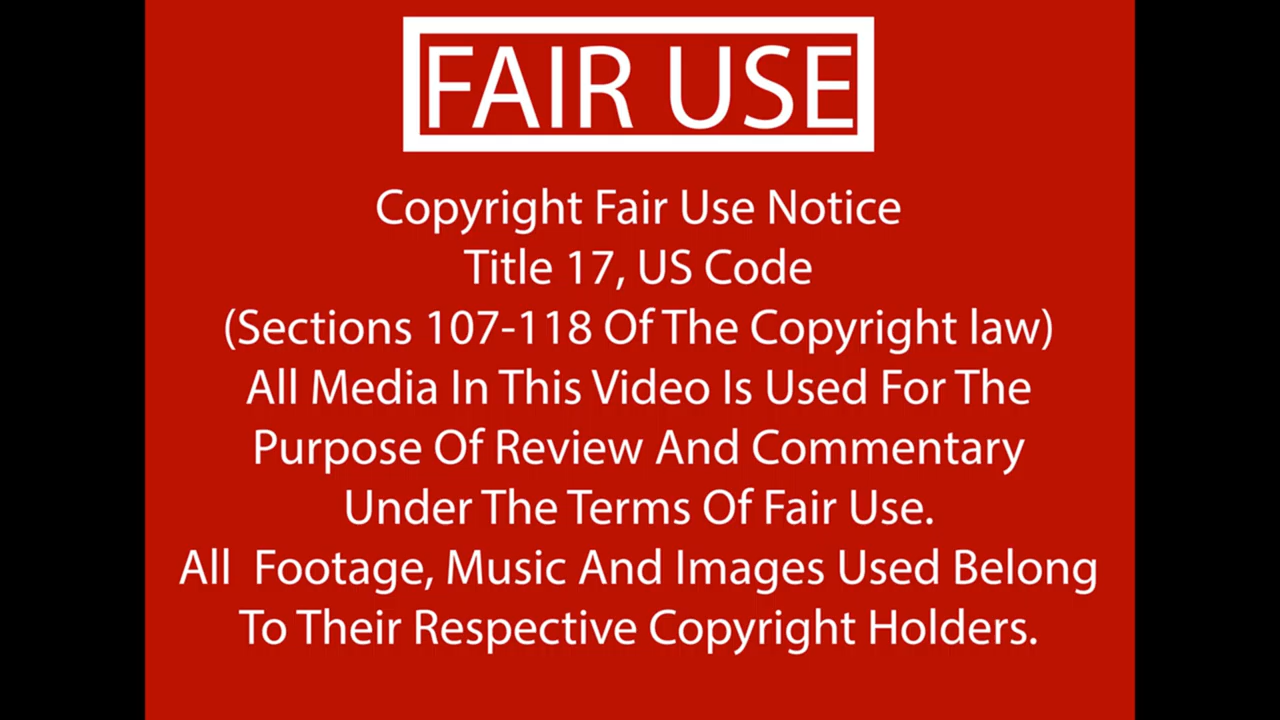 FAIR USE
Copyright Fair Use Notice
Title 17, US Code
(Sections 107-118 Of The Copyright law)
All Media In This Video Is Used For The
Purpose Of Review And Commentary
Under The Terms Of Fair Use.
All  Footage, Music And Images Used Belong
To Their Respective Copyright Holders.